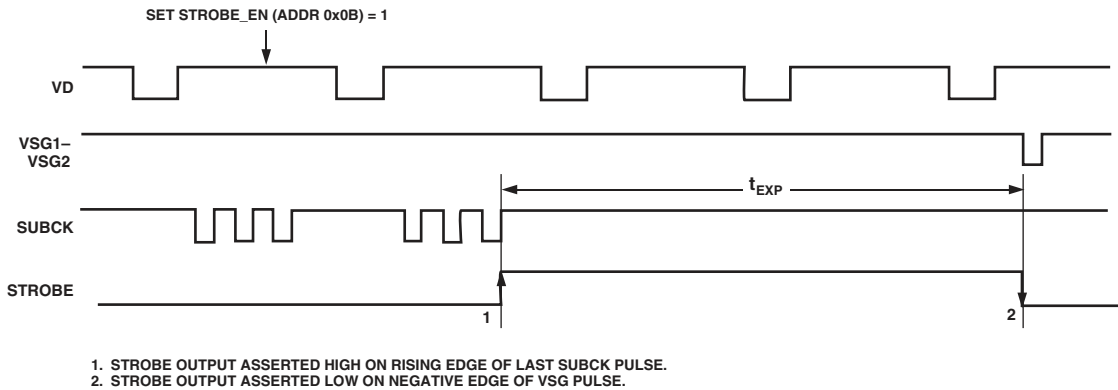 SET STROBE_EN (ADDR 0x0B) = 1
VD
VSG1–
VSG2
tEXP
SUBCK
STROBE
1
2
1. STROBE OUTPUT ASSERTED HIGH ON RISING EDGE OF LAST SUBCK PULSE.
2. STROBE OUTPUT ASSERTED LOW ON NEGATIVE EDGE OF VSG PULSE.